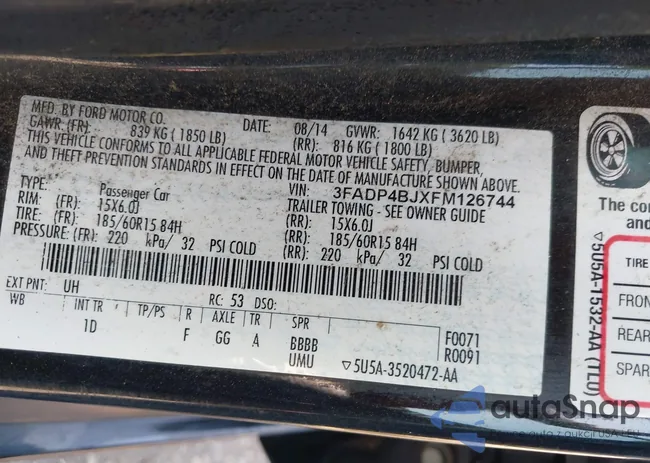 MFD. BY FORD MOTOR CO.
DATE: 08/14 GVWR: 1642 KG ( 3620 LB)
GAWR (FR): 839 KG ( 1850 LB) (RR): 816 KG ( 1800 LB)
THIS VEHICLE CONFORMS TO ALL APPLICABLE FEDERAL MOTOR VEHICLE SAFETY, BUMPER,
AND THEFT PREVENTION STANDARDS IN EFFECT ON THE DATE OF MANUFACTURE SHOWN ABOVE.
VIN: 3FADP4BJXFM126744
TYPE: Passenger Car TRAILER TOWING - SEE OWNER GUIDE
RIM: (FR): 15X6.0J (RR): 15X6.0J
TIRE: (FR): 185/60R15 84H (RR): 185/60R15 84H
PRESSURE: (FR): 220 kPa/ 32 PSI COLD (RR): 220 kPa/ 32 PSI COLD
EXT PNT: UH RC: 53 DSO:
WB INT TR TP/PS R AXLE TR SPR F0071
1D F GG A BBBB R0091
UMU ▽5U5A-3520472-AA
The co
and
TIRE
FRON
REAR
SPAR
▽5U5A-1532-AA (TLU)
autoSnap